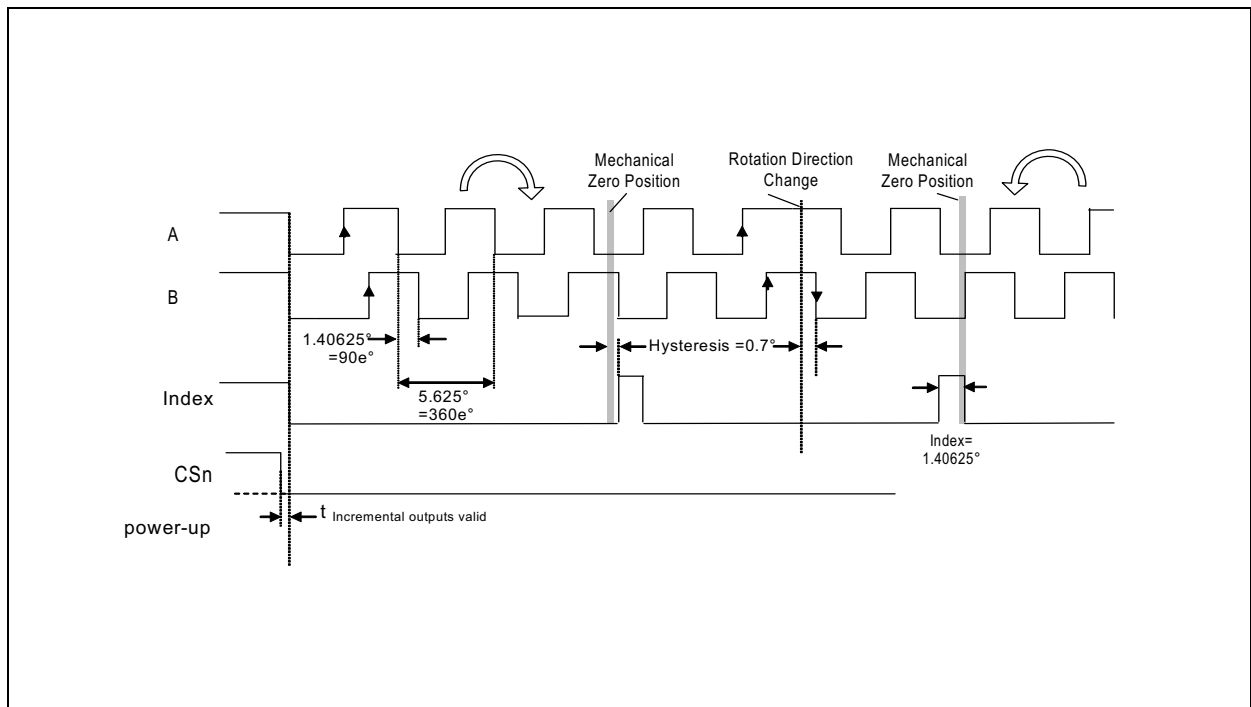 Mechanical
Zero Position
Rotation Direction
Change
Mechanical
Zero Position
A
B
1.40625°
=90e°
Hysteresis =0.7°
Index
5.625°
=360e°
Index=
1.40625°
CSn
t Incremental outputs valid
power-up